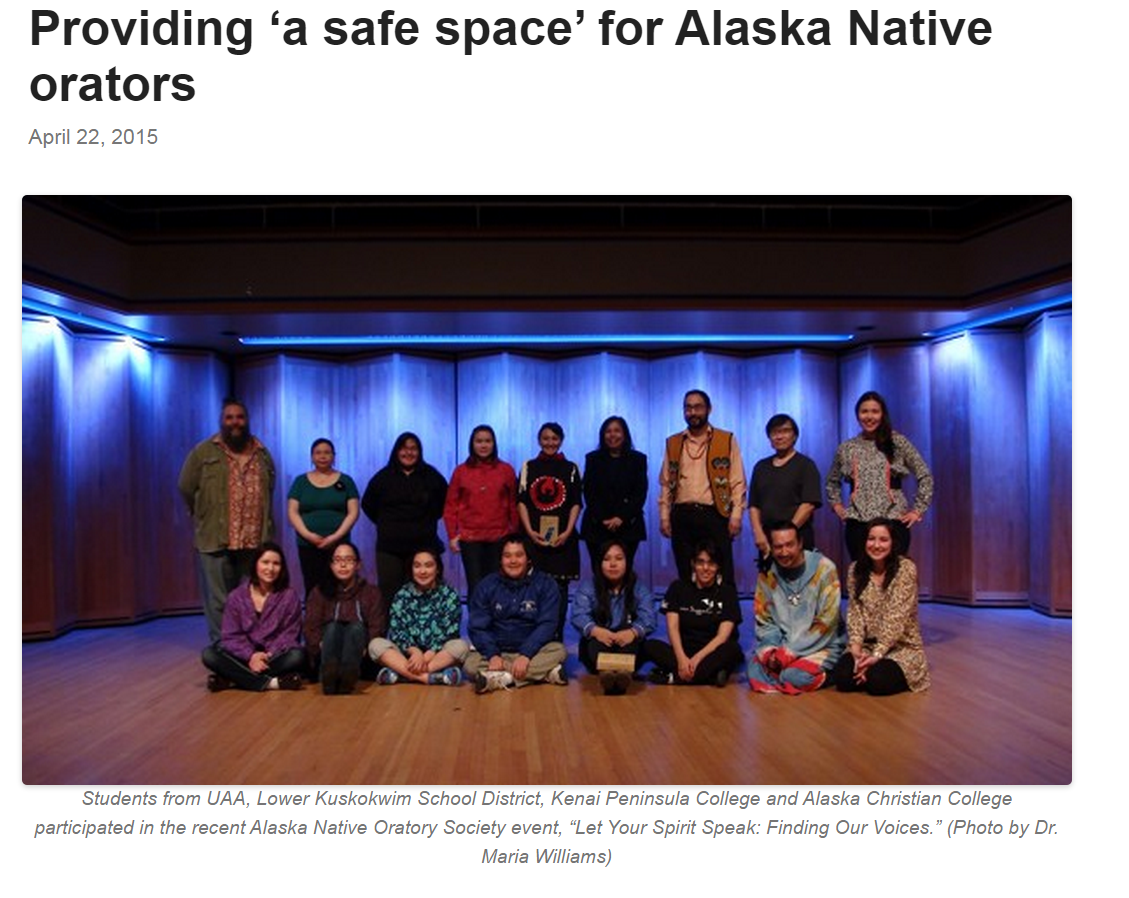 Providing ‘a safe space’ for Alaska Native
orators
April 22, 2015
Students from UAA, Lower Kuskokwim School District, Kenai Peninsula College and Alaska Christian College
participated in the recent Alaska Native Oratory Society event, “Let Your Spirit Speak: Finding Our Voices.” (Photo by Dr.
Maria Williams)